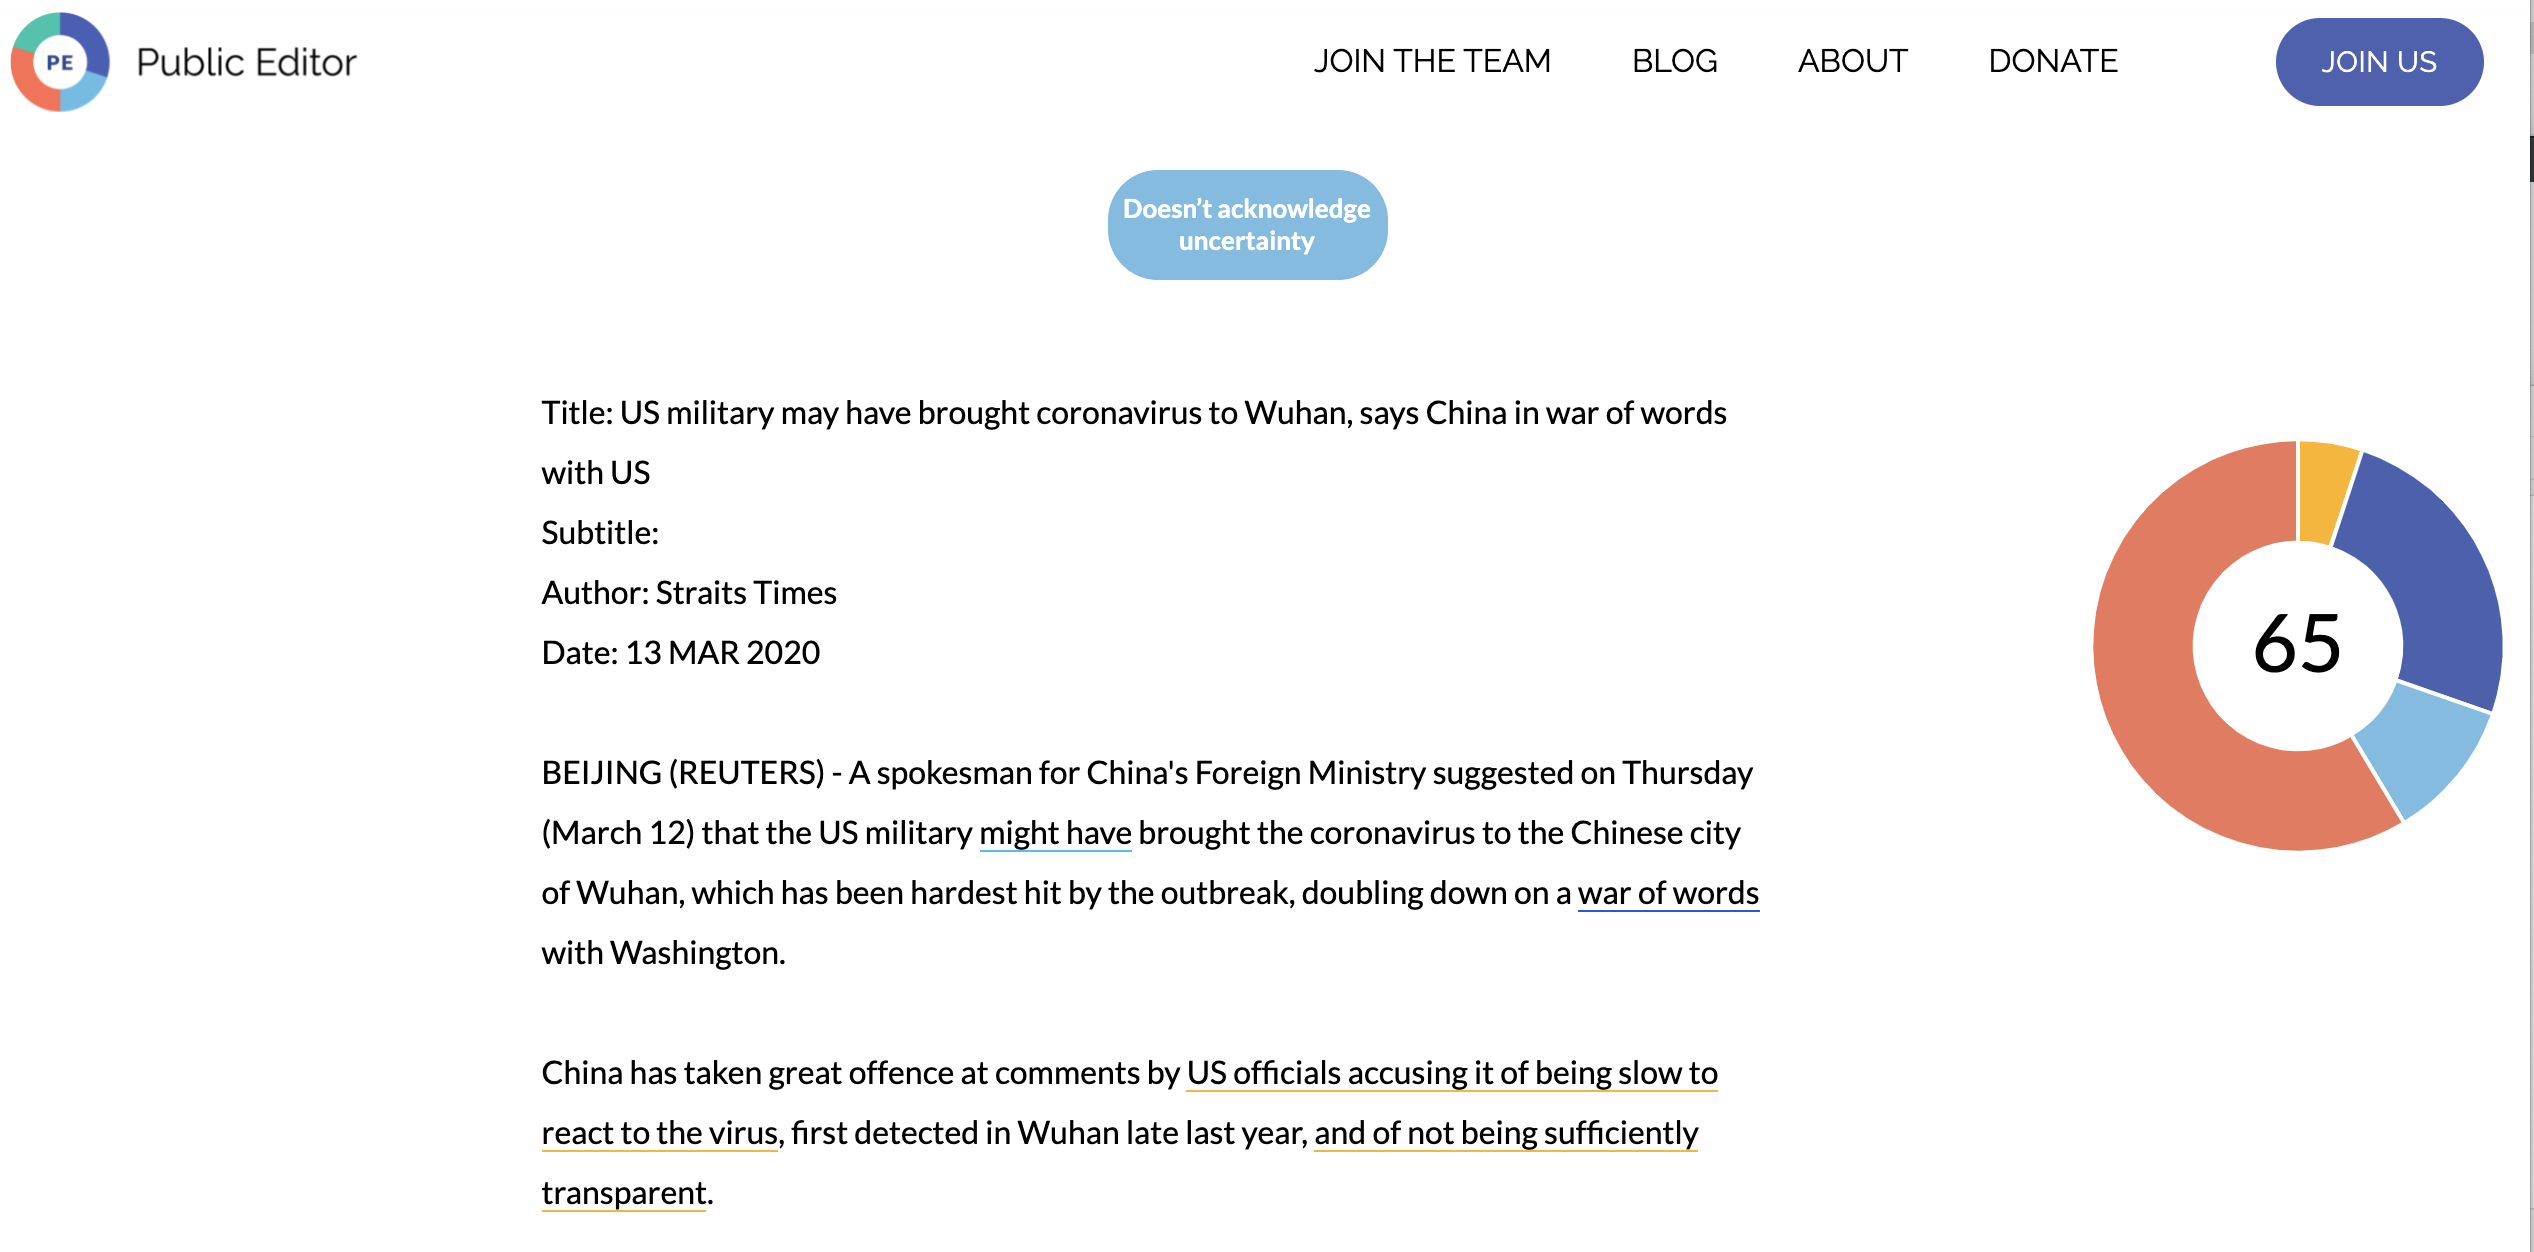 PE
Public Editor
JOIN THE TEAM
BLOG
ABOUT
DONATE
JOIN US
Doesn’t acknowledge
uncertainty
Title: US military may have brought coronavirus to Wuhan, says China in war of words
with US
Subtitle:
Author: Straits Times
Date: 13 MAR 2020
BEIJING (REUTERS) - A spokesman for China's Foreign Ministry suggested on Thursday
(March 12) that the US military might have brought the coronavirus to the Chinese city
of Wuhan, which has been hardest hit by the outbreak, doubling down on a war of words
with Washington.
China has taken great offence at comments by US officials accusing it of being slow to
react to the virus, first detected in Wuhan late last year, and of not being sufficiently
transparent.
65